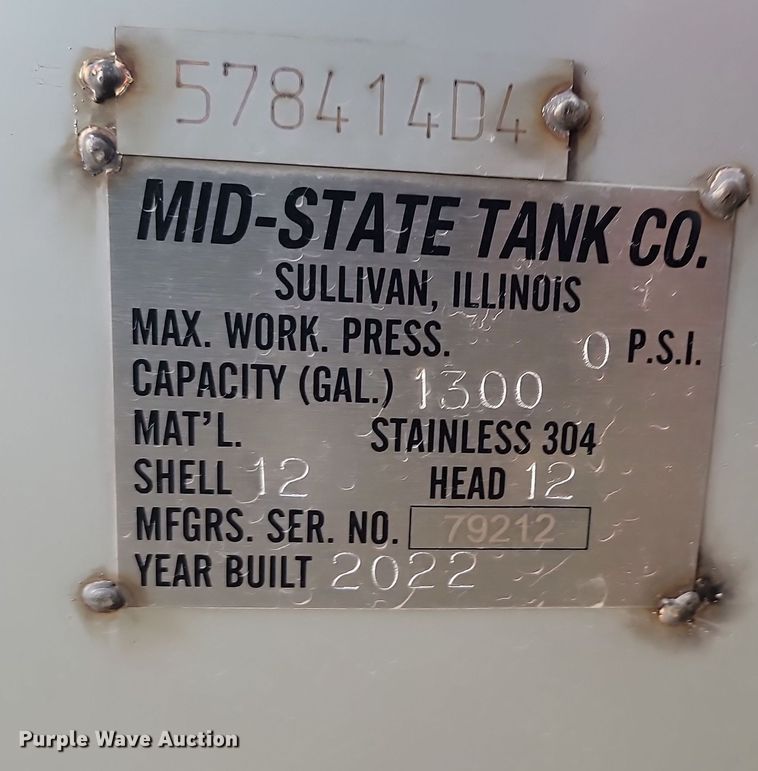 578414D4
MID-STATE TANK CO.
SULLIVAN, ILLINOIS
MAX. WORK. PRESS. 0 P.S.I.
CAPACITY (GAL.) 1300
MAT'L. STAINLESS 304
SHELL 12 HEAD 12
MFGRS. SER. NO. 79212
YEAR BUILT 2022
Purple Wave Auction